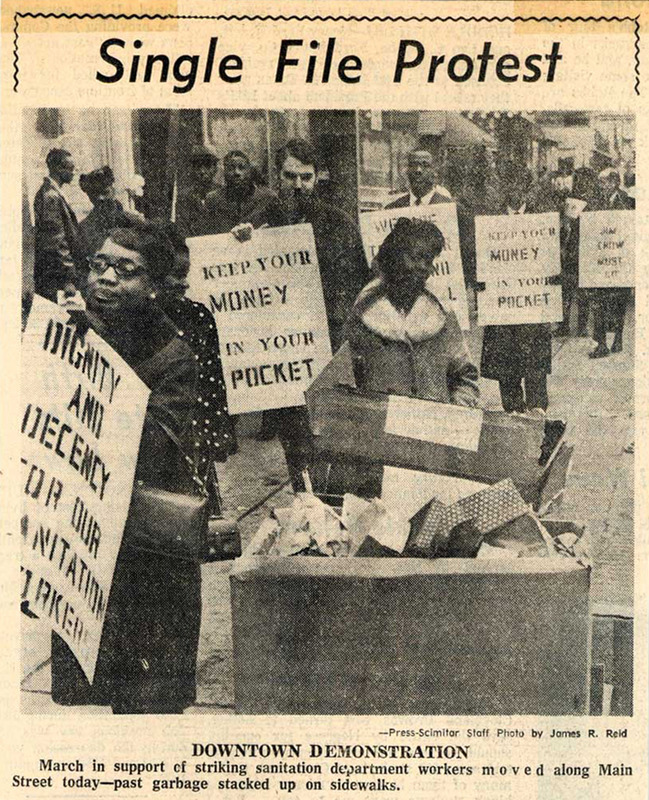 Single File Protest
DIGNITY
AND
DECENCY
FOR OUR
SANITATION
WORKERS
KEEP YOUR
MONEY
IN YOUR
POCKET
KEEP YOUR
MONEY
IN YOUR
POCKET
JIM
CROW
MUST
—Press-Scimitar Staff Photo by James R. Reid
DOWNTOWN DEMONSTRATION
March in support of striking sanitation department workers moved along Main
Street today—past garbage stacked up on sidewalks.